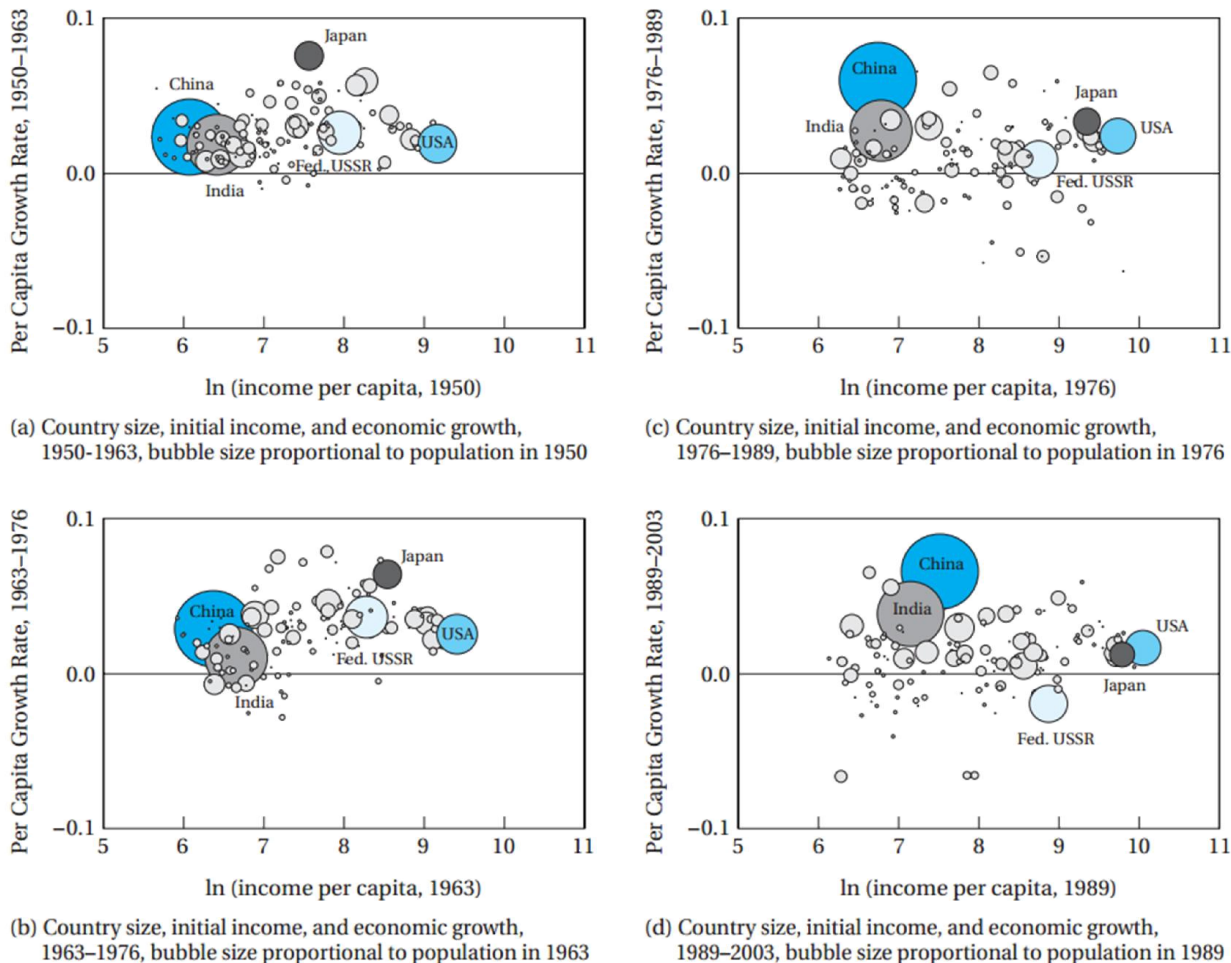 Per Capita Growth Rate, 1950–1963
0.1
0.0
−0.1
Japan
China
USA
Fed., USSR
India
5 6 7 8 9 10 11
ln (income per capita, 1950)
(a) Country size, initial income, and economic growth,
1950-1963, bubble size proportional to population in 1950
Per Capita Growth Rate, 1976–1989
0.1
0.0
−0.1
China
Japan
India
USA
Fed. USSR
5 6 7 8 9 10 11
ln (income per capita, 1976)
(c) Country size, initial income, and economic growth,
1976–1989, bubble size proportional to population in 1976
Per Capita Growth Rate, 1963–1976
0.1
0.0
−0.1
Japan
China
USA
Fed. USSR
India
5 6 7 8 9 10 11
ln (income per capita, 1963)
(b) Country size, initial income, and economic growth,
1963–1976, bubble size proportional to population in 1963
Per Capita Growth Rate, 1989–2003
0.1
0.0
−0.1
China
India
USA
Japan
Fed. USSR
5 6 7 8 9 10 11
ln (income per capita, 1989)
(d) Country size, initial income, and economic growth,
1989–2003, bubble size proportional to population in 1989